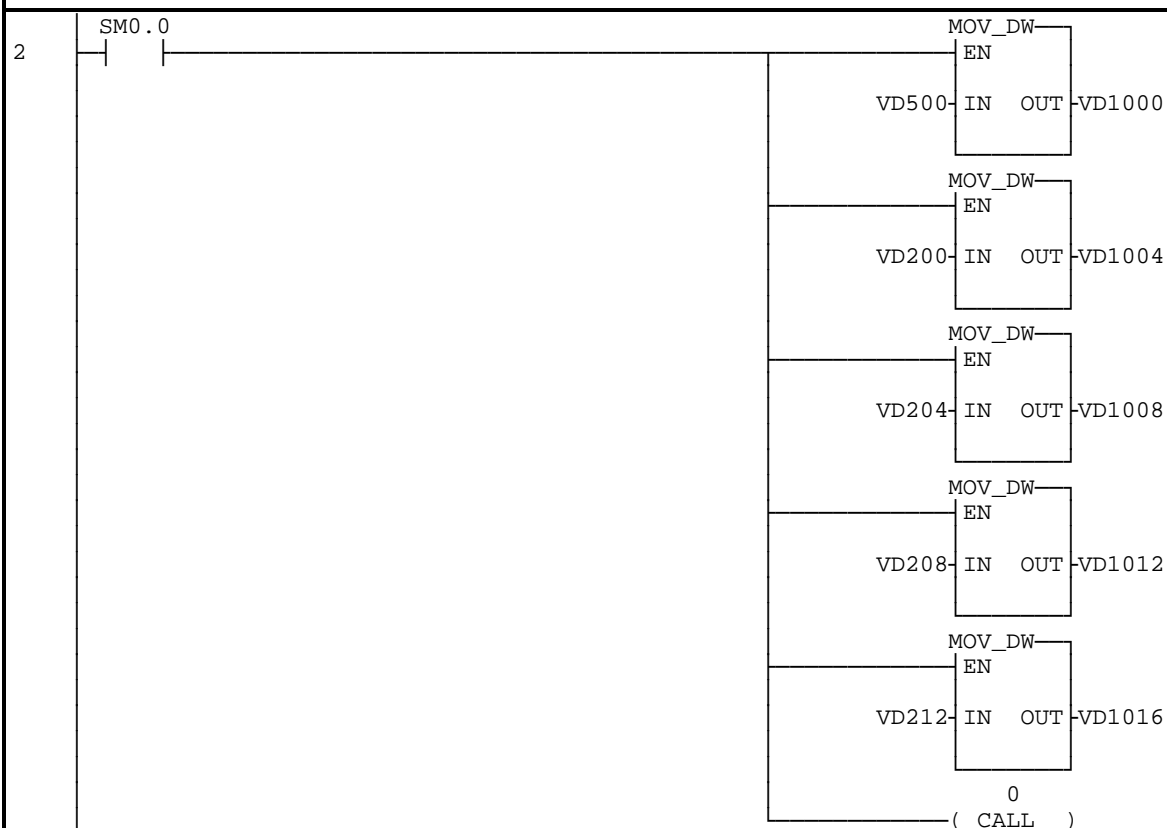 SM0.0 MOV_DW
2 EN
VD500 IN OUT VD1000
MOV_DW
EN
VD200 IN OUT VD1004
MOV_DW
EN
VD204 IN OUT VD1008
MOV_DW
EN
VD208 IN OUT VD1012
MOV_DW
EN
VD212 IN OUT VD1016
0
( CALL )